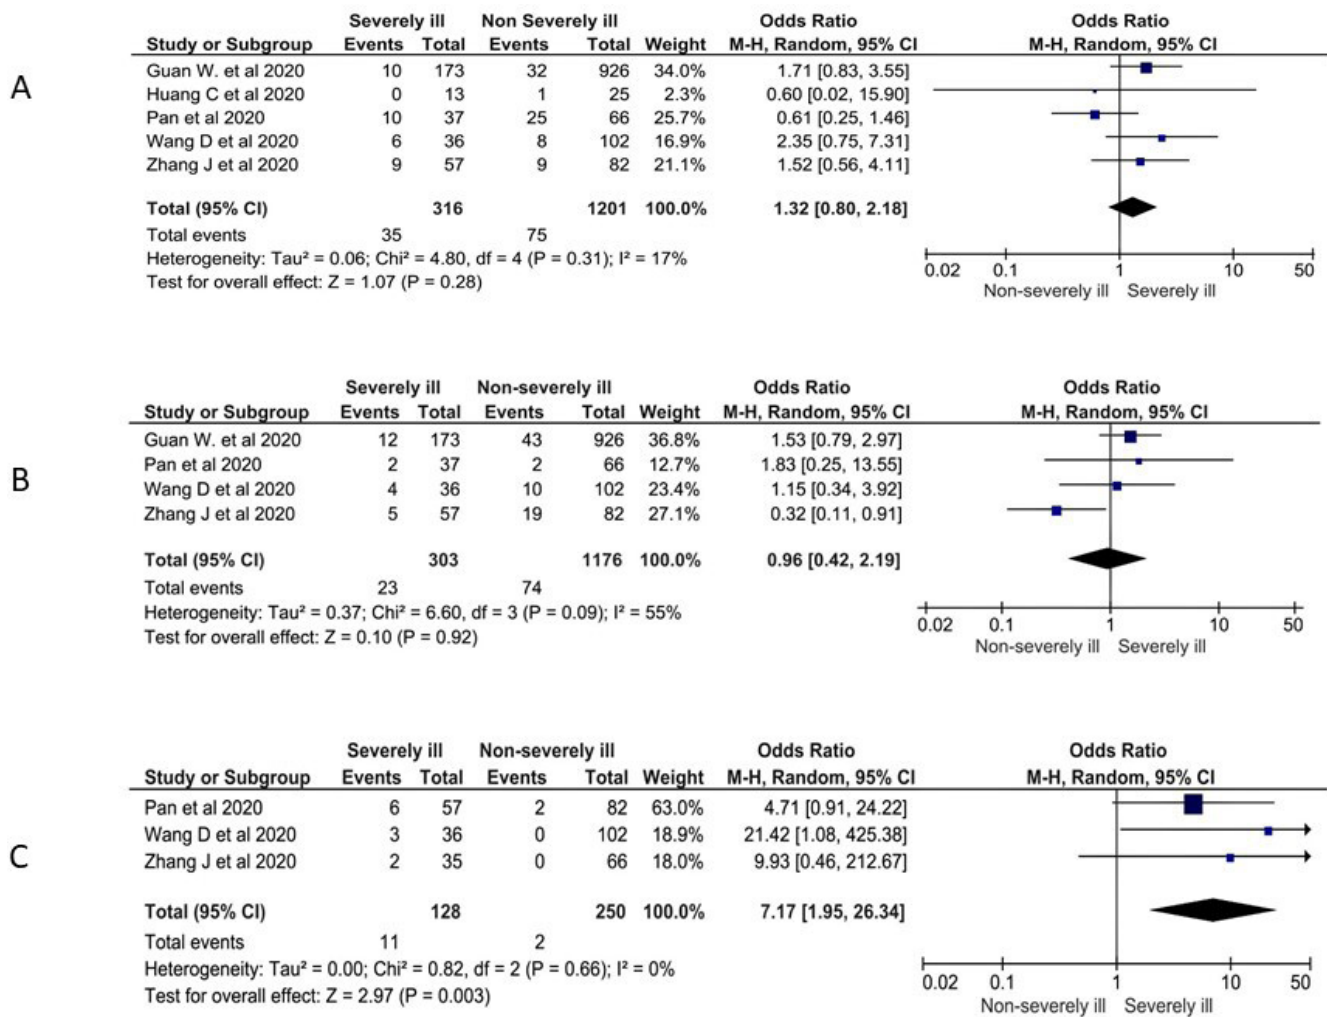 A
Severely ill Non Severely ill Odds Ratio Odds Ratio
Study or Subgroup Events Total Events Total Weight M-H, Random, 95% CI M-H, Random, 95% CI
Guan W. et al 2020 10 173 32 926 34.0% 1.71 [0.83, 3.55]
Huang C et al 2020 0 13 1 25 2.3% 0.60 [0.02, 15.90]
Pan et al 2020 10 37 25 66 25.7% 0.61 [0.25, 1.46]
Wang D et al 2020 6 36 8 102 16.9% 2.35 [0.75, 7.31]
Zhang J et al 2020 9 57 9 82 21.1% 1.52 [0.56, 4.11]
Total (95% CI) 316 1201 100.0% 1.32 [0.80, 2.18]
Total events 35 75
Heterogeneity: Tau² = 0.06; Chi² = 4.80, df = 4 (P = 0.31); I² = 17%
Test for overall effect: Z = 1.07 (P = 0.28)
0.02 0.1 1 10 50
Non-severely ill Severely ill
B
Severely ill Non-severely ill Odds Ratio Odds Ratio
Study or Subgroup Events Total Events Total Weight M-H, Random, 95% CI M-H, Random, 95% CI
Guan W. et al 2020 12 173 43 926 36.8% 1.53 [0.79, 2.97]
Pan et al 2020 2 37 2 66 12.7% 1.83 [0.25, 13.55]
Wang D et al 2020 4 36 10 102 23.4% 1.15 [0.34, 3.92]
Zhang J et al 2020 5 57 19 82 27.1% 0.32 [0.11, 0.91]
Total (95% CI) 303 1176 100.0% 0.96 [0.42, 2.19]
Total events 23 74
Heterogeneity: Tau² = 0.37; Chi² = 6.60, df = 3 (P = 0.09); I² = 55%
Test for overall effect: Z = 0.10 (P = 0.92)
0.02 0.1 1 10 50
Non-severely ill Severely ill
C
Severely ill Non-severely ill Odds Ratio Odds Ratio
Study or Subgroup Events Total Events Total Weight M-H, Random, 95% CI M-H, Random, 95% CI
Pan et al 2020 6 57 2 82 63.0% 4.71 [0.91, 24.22]
Wang D et al 2020 3 36 0 102 18.9% 21.42 [1.08, 425.38]
Zhang J et al 2020 2 35 0 66 18.0% 9.93 [0.46, 212.67]
Total (95% CI) 128 250 100.0% 7.17 [1.95, 26.34]
Total events 11 2
Heterogeneity: Tau² = 0.00; Chi² = 0.82, df = 2 (P = 0.66); I² = 0%
Test for overall effect: Z = 2.97 (P = 0.003)
0.02 0.1 1 10 50
Non-severely ill Severely ill